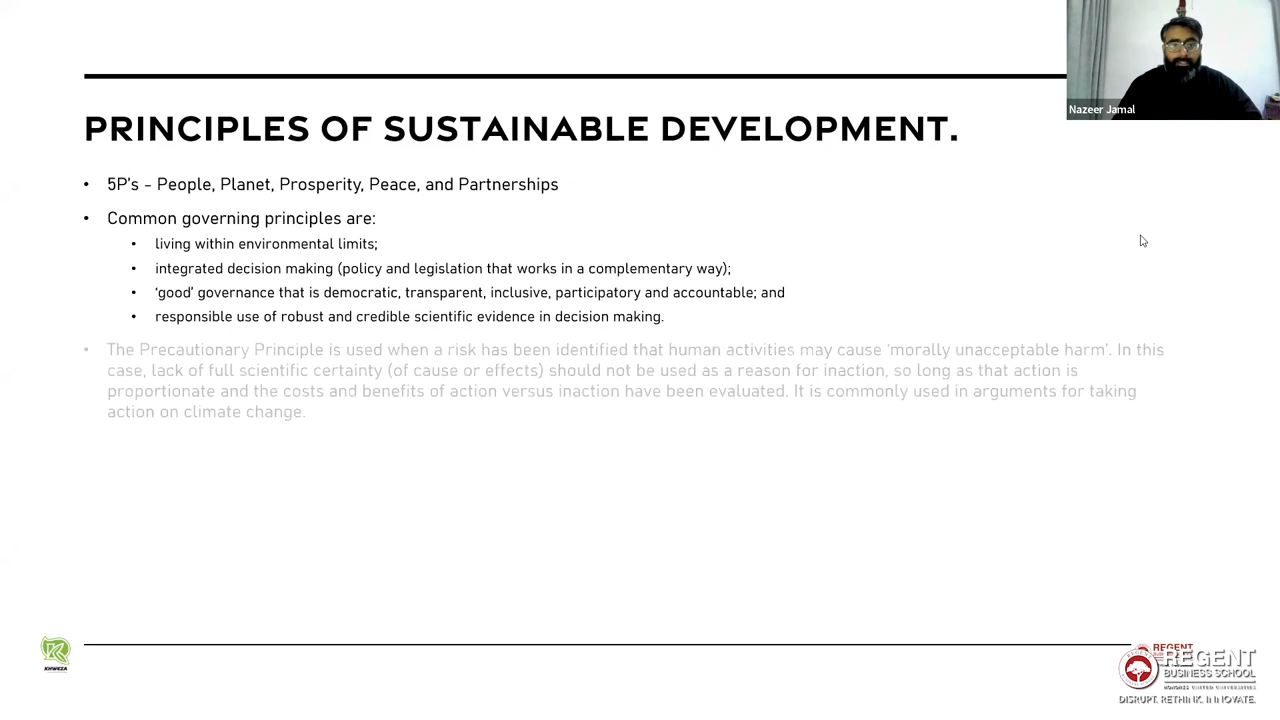 Nazeer Jamal
PRINCIPLES OF SUSTAINABLE DEVELOPMENT.
• 5P's - People, Planet, Prosperity, Peace, and Partnerships
• Common governing principles are:
• living within environmental limits;
• integrated decision making (policy and legislation that works in a complementary way);
• 'good' governance that is democratic, transparent, inclusive, participatory and accountable; and
• responsible use of robust and credible scientific evidence in decision making.
• The Precautionary Principle is used when a risk has been identified that human activities may cause 'morally unacceptable harm'. In this
case, lack of full scientific certainty (of cause or effects) should not be used as a reason for inaction, so long as that action is
proportionate and the costs and benefits of action versus inaction have been evaluated. It is commonly used in arguments for taking
action on climate change.
KHWEZA
REGENT
REGENT
BUSINESS SCHOOL
HONORIS UNITED UNIVERSITIES
DISRUPT. RETHINK. INNOVATE.